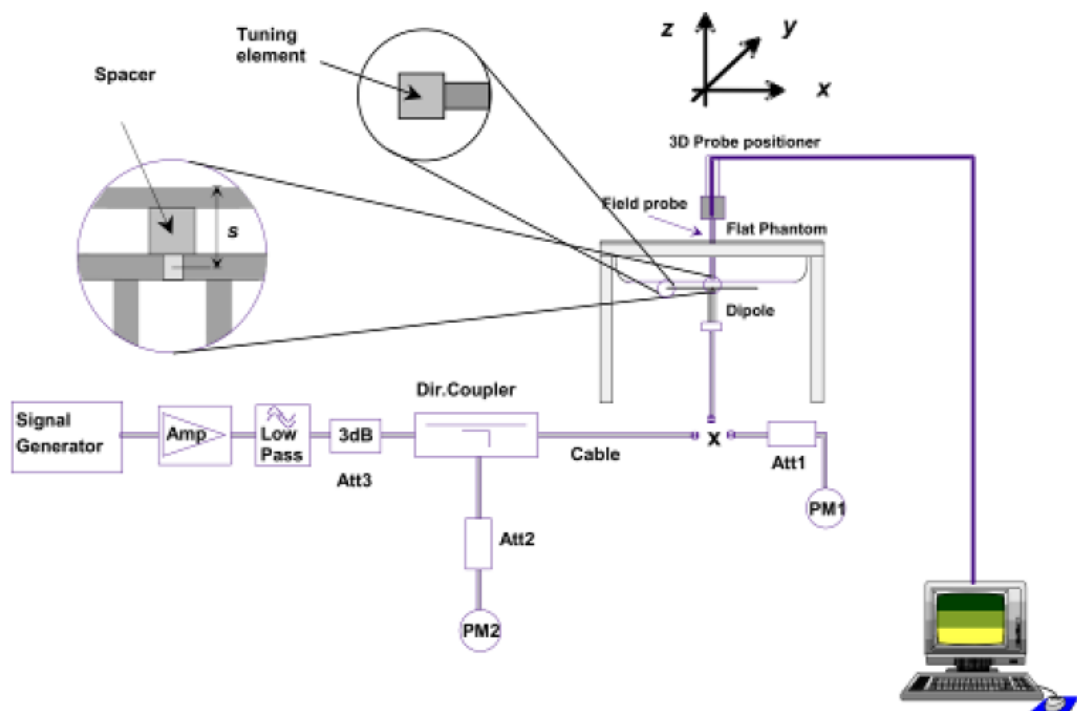 Tuning
element
Spacer
z
y
x
3D Probe positioner
Field probe
Flat Phantom
s
Dipole
Dir.Coupler
Signal
Generator
Amp
Low
Pass
3dB
Att3
Cable
X
Att1
PM1
Att2
PM2